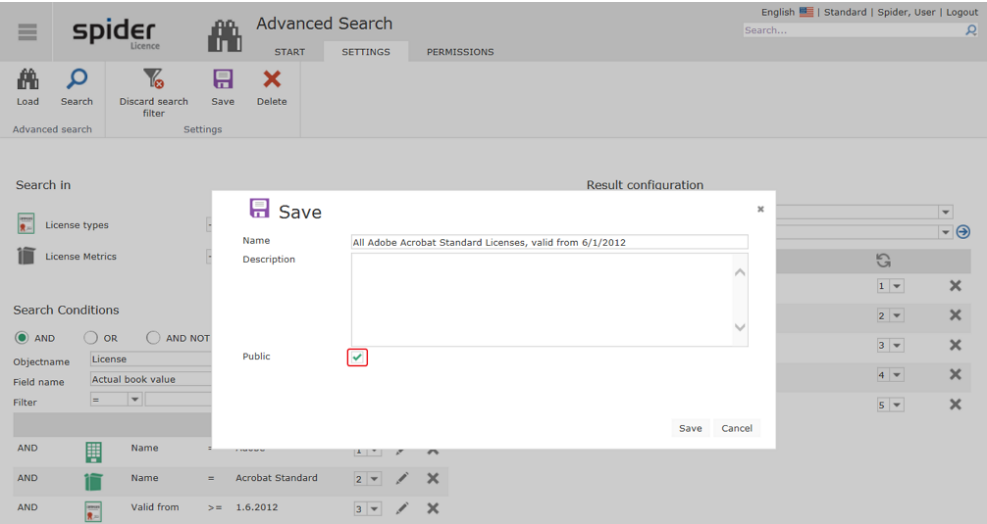 English | Standard | Spider, User | Logout
spider
Licence
Advanced Search
Search...
START SETTINGS PERMISSIONS
Load Search Discard search filter Save Delete
Advanced search Settings
Search in
Result configuration
License types
License Metrics
Save
Name All Adobe Acrobat Standard Licenses, valid from 6/1/2012
Description
Public
Save Cancel
1
2
3
4
5
Search Conditions
AND OR AND NOT
Objectname License
Field name Actual book value
Filter =
AND Name = Adobe 1
AND Name = Acrobat Standard 2
AND Valid from >= 1.6.2012 3